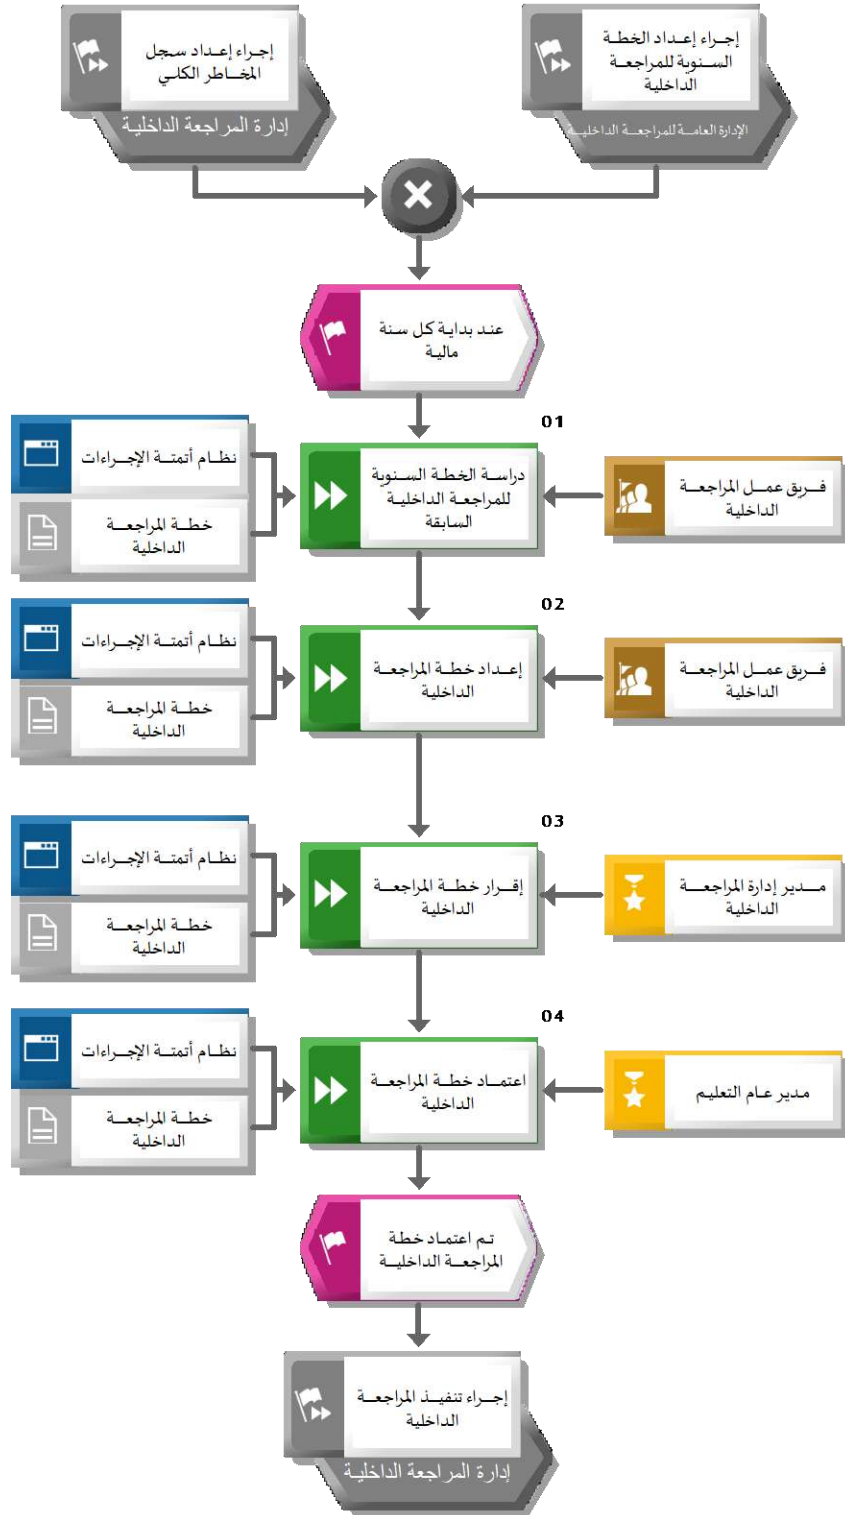 إجراء إعداد الخطة
السنوية للمراجعة
الداخلية
الإدارة العامة للمراجعة الداخلية
إجراء إعداد سجل
المخاطر الكلي
إدارة المراجعة الداخلية
عند بداية كل سنة
مالية
01
فريق عمل المراجعة
الداخلية
دراسة الخطة السنوية
للمراجعة الداخلية
السابقة
نظام أتمتة الإجراءات
خطة المراجعة
الداخلية
02
فريق عمل المراجعة
الداخلية
إعداد خطة المراجعة
الداخلية
نظام أتمتة الإجراءات
خطة المراجعة
الداخلية
03
مدير إدارة المراجعة
الداخلية
إقرار خطة المراجعة
الداخلية
نظام أتمتة الإجراءات
خطة المراجعة
الداخلية
04
مدير عام التعليم
اعتماد خطة المراجعة
الداخلية
نظام أتمتة الإجراءات
خطة المراجعة
الداخلية
تم اعتماد خطة
المراجعة الداخلية
إجراء تنفيذ المراجعة
الداخلية
إدارة المراجعة الداخلية